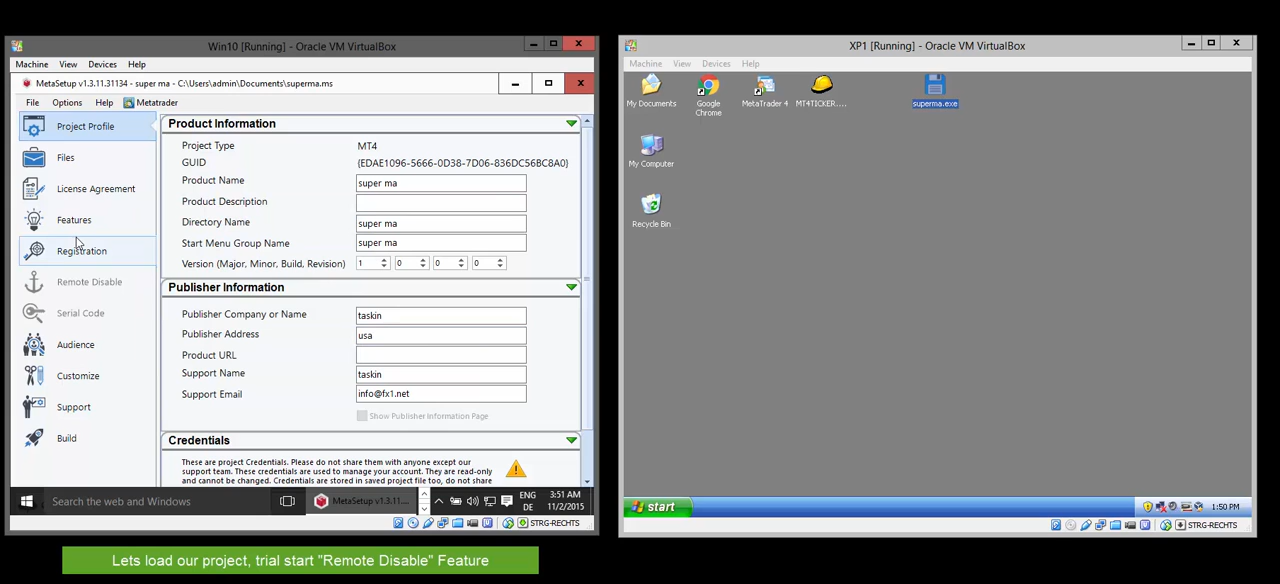 Win10 [Running] - Oracle VM VirtualBox
Machine View Devices Help
MetaSetup v1.3.11.31134 - super ma - C:\Users\admin\Documents\superma.ms
File Options Help Metatrader
Project Profile
Files
License Agreement
Features
Registration
Remote Disable
Serial Code
Audience
Customize
Support
Build
Product Information
Project Type MT4
GUID {EDAE1096-5666-0D38-7D06-836DC56BC8A0}
Product Name super ma
Product Description
Directory Name super ma
Start Menu Group Name super ma
Version (Major, Minor, Build, Revision) 1 0 0 0
Publisher Information
Publisher Company or Name taskin
Publisher Address usa
Product URL
Support Name taskin
Support Email info@fx1.net
Show Publisher Information Page
Credentials
These are project Credentials. Please do not share them with anyone except our
support team. These credentials are used to manage your account. They are read-only
and cannot be changed. Credentials are stored in saved project file too, do not share
Search the web and Windows
MetaSetup v1.3.11....
ENG
DE
3:51 AM
11/2/2015
STRG-RECHTS
XP1 [Running] - Oracle VM VirtualBox
Machine View Devices Help
My Documents
Google
Chrome
MetaTrader 4
MT4TICKER....
superma.exe
My Computer
Recycle Bin
start
1:50 PM
STRG-RECHTS
Lets load our project, trial start "Remote Disable" Feature